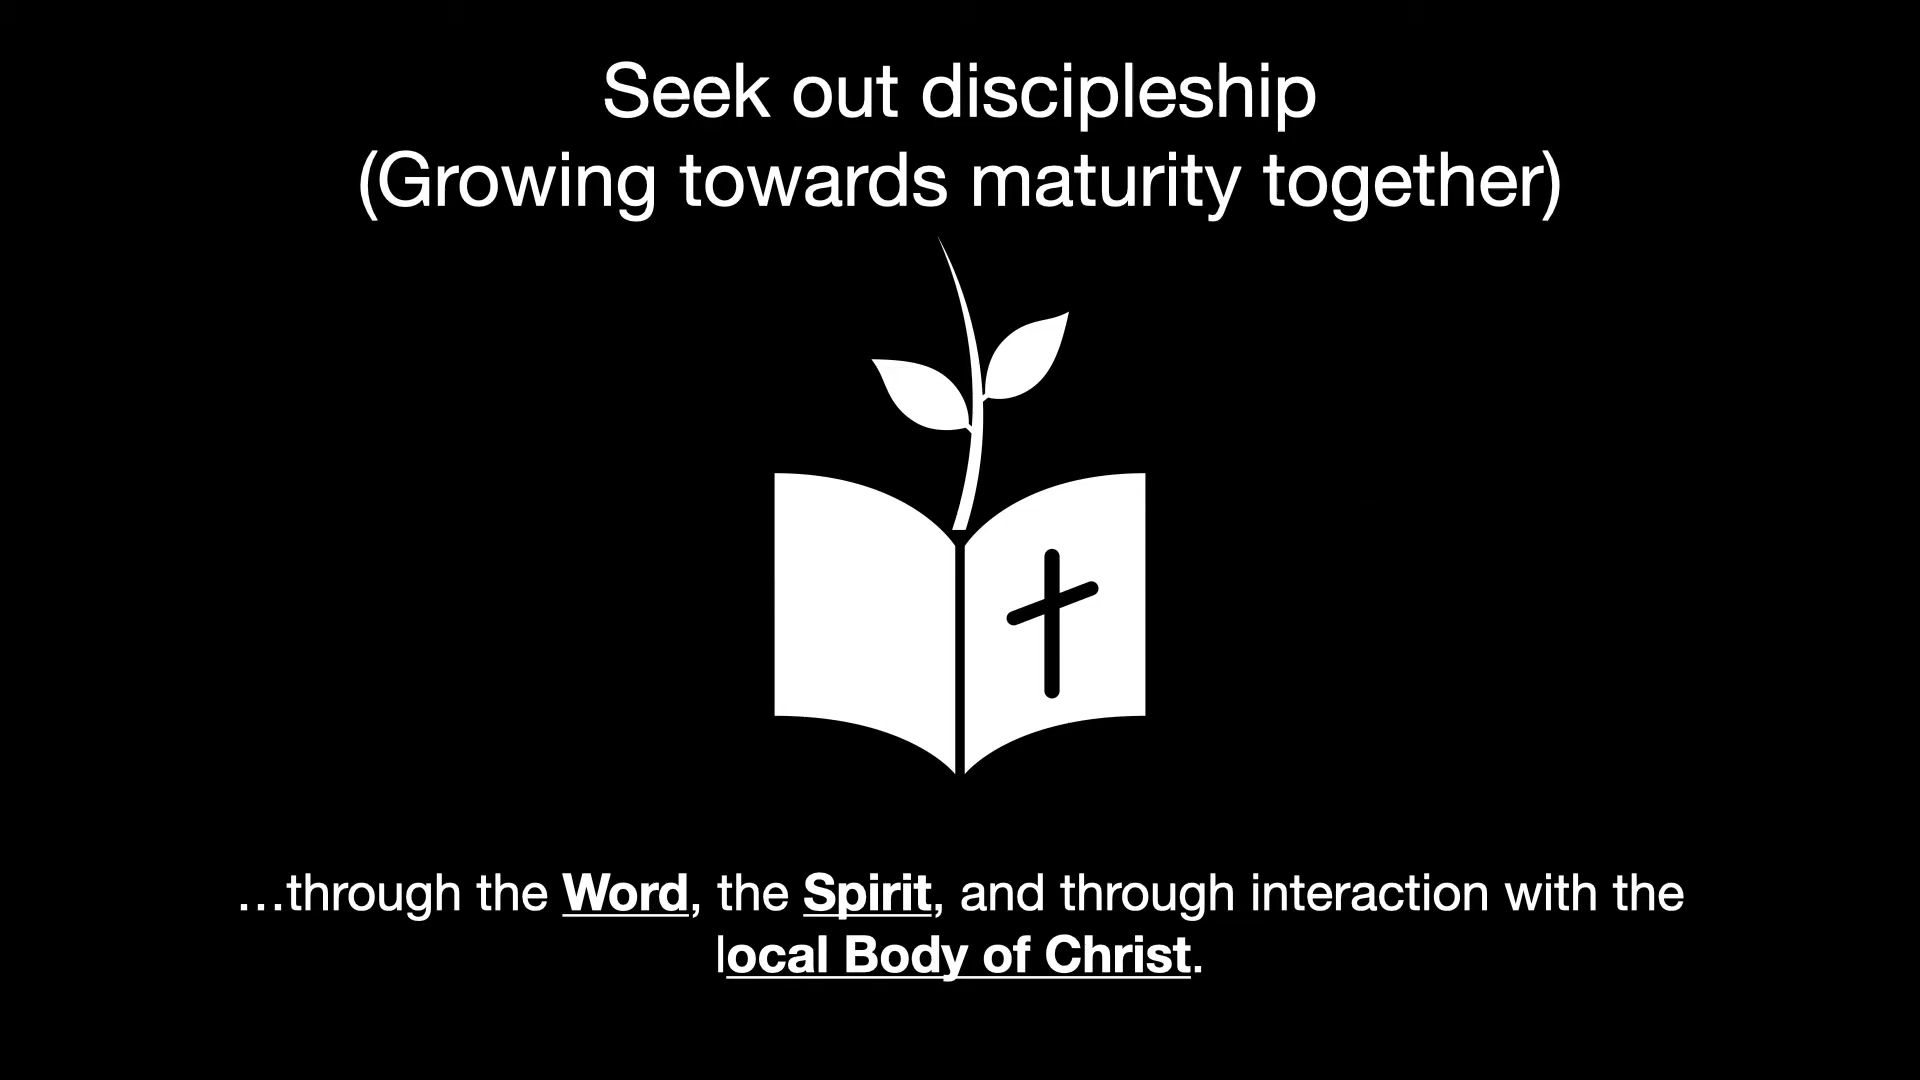 Seek out discipleship
(Growing towards maturity together)
…through the Word, the Spirit, and through interaction with the
local Body of Christ.